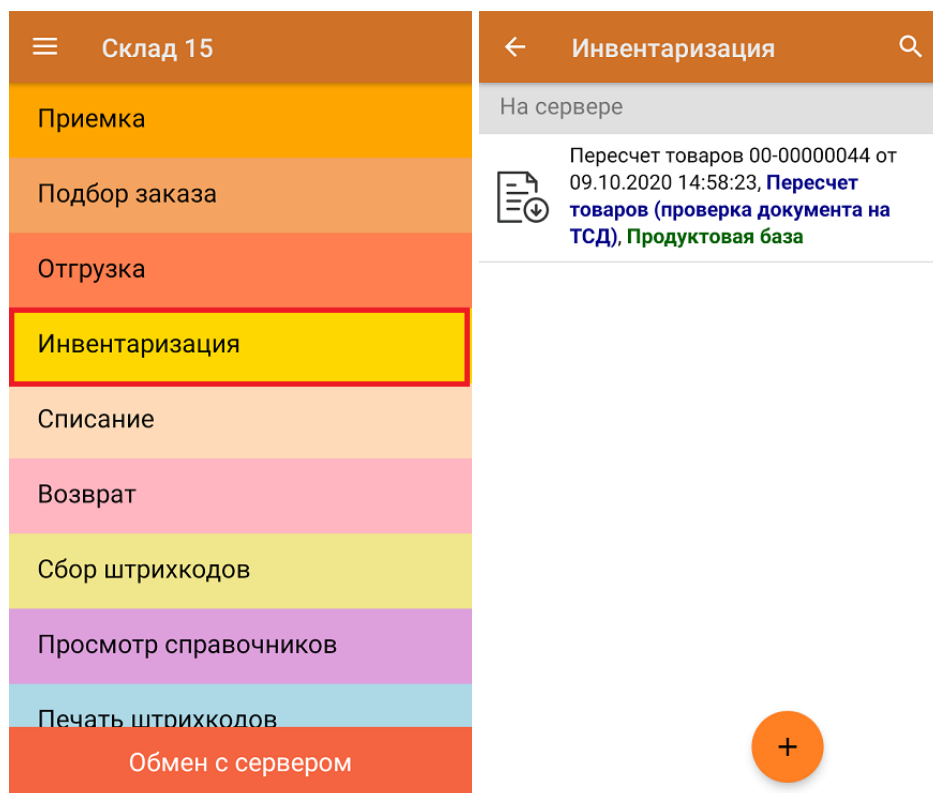 Склад 15
Приемка
Подбор заказа
Отгрузка
Инвентаризация
Списание
Возврат
Сбор штрихкодов
Просмотр справочников
Печать штрихкодов
Обмен с сервером
Инвентаризация
На сервере
Пересчет товаров 00-00000044 от
09.10.2020 14:58:23, Пересчет
товаров (проверка документа на
ТСД), Продуктовая база